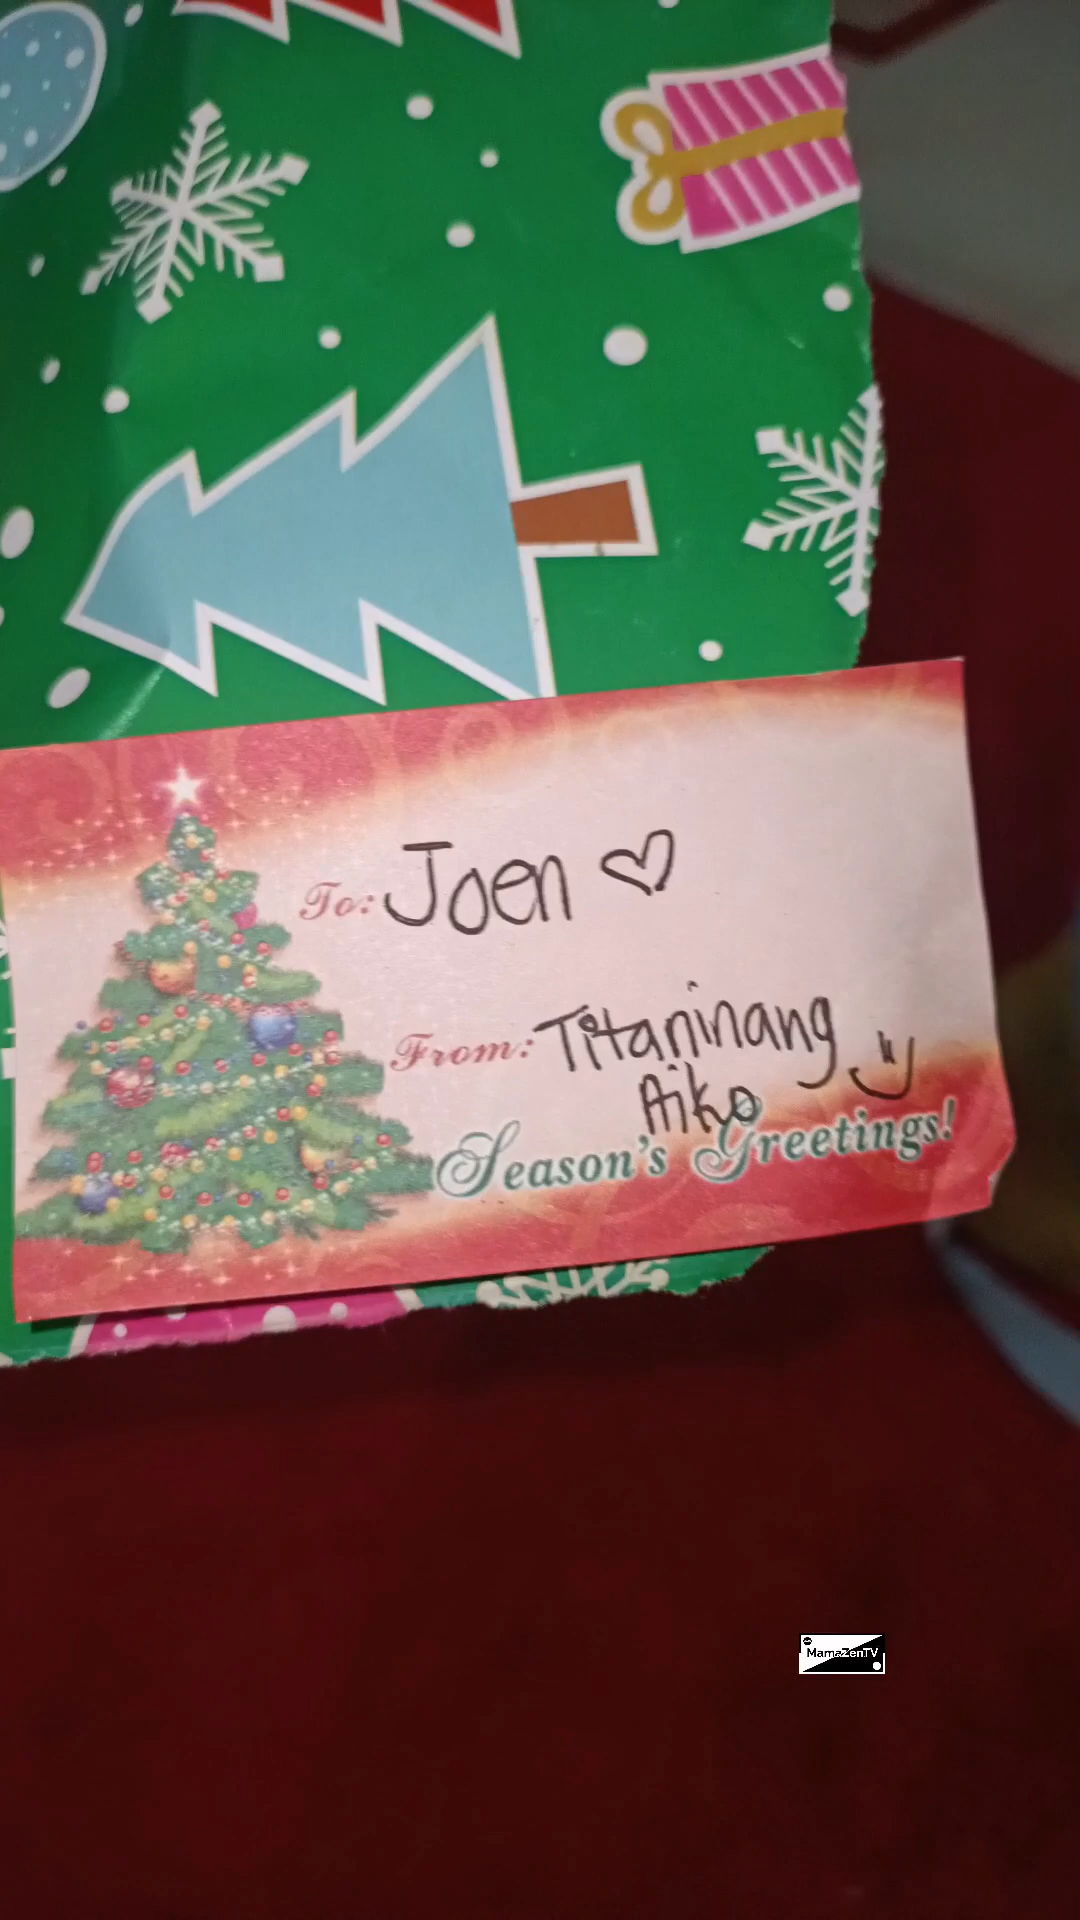 To: Joen ♡
From: Titaninang
Aiko
Season's Greetings!
MamaZenTV